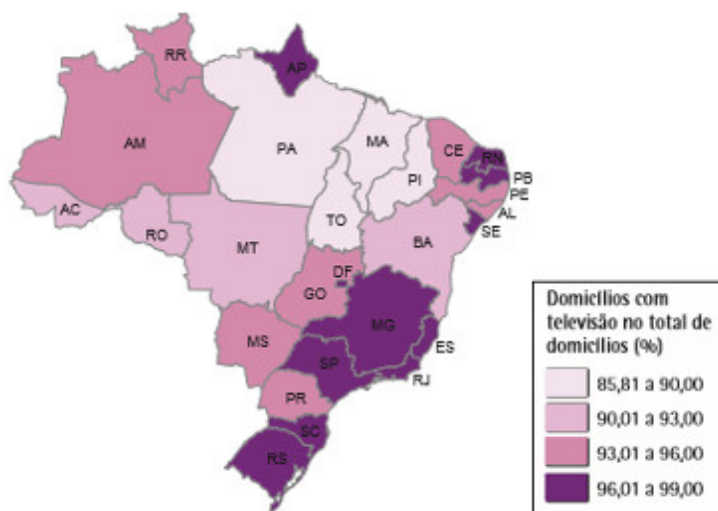 RR
AP
AM
PA
MA
CE
RN
PI
PB
PE
AL
SE
AC
RO
TO
BA
MT
DF
GO
MG
MS
ES
SP
RJ
PR
SC
RS
Domicílios com
televisão no total de
domicílios (%)
85,81 a 90,00
90,01 a 93,00
93,01 a 96,00
96,01 a 99,00